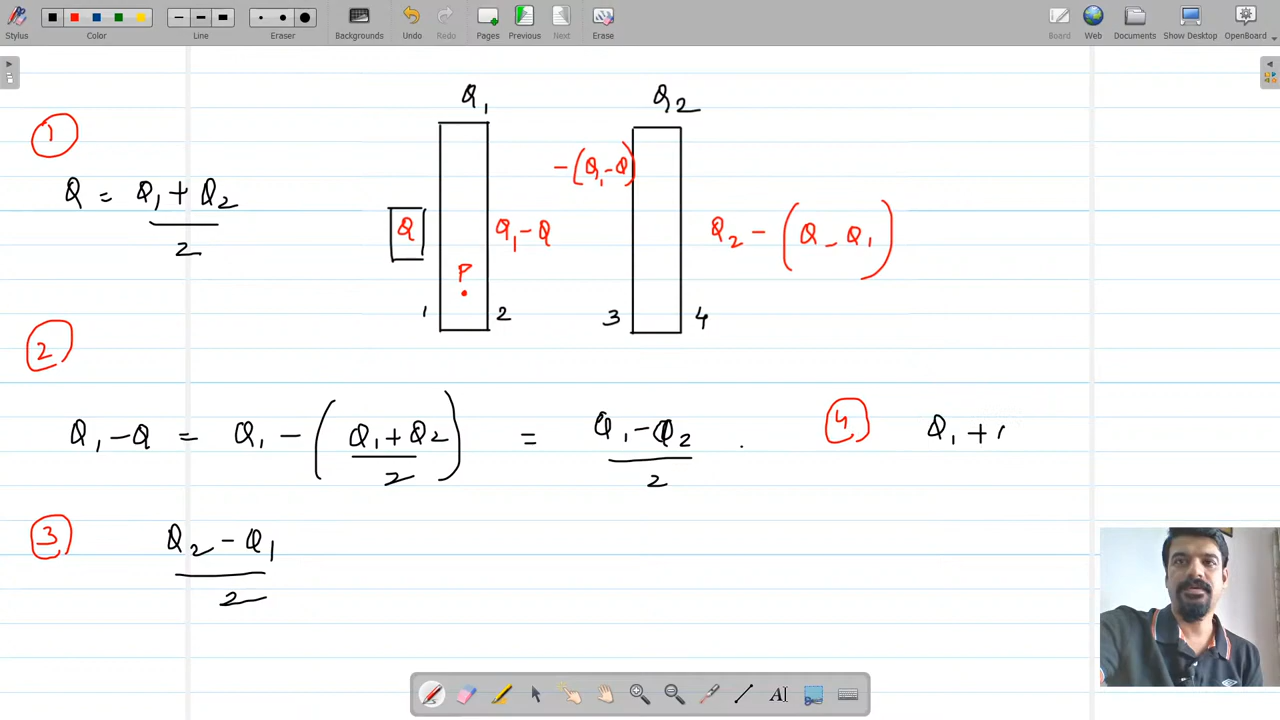 Stylus Color Line Eraser Backgrounds Undo Redo Pages Previous Next Erase Board Web Documents Show Desktop OpenBoard
Q₁ Q₂
①
Q = (Q₁ + Q₂)/2
-(Q₁-Q)
Q Q₁-Q Q₂ - (Q - Q₁)
P
1 2 3 4
②
Q₁ - Q = Q₁ - ((Q₁ + Q₂)/2) = (Q₁ - Q₂)/2 .
④ Q₁ +
③ (Q₂ - Q₁)/2
AI